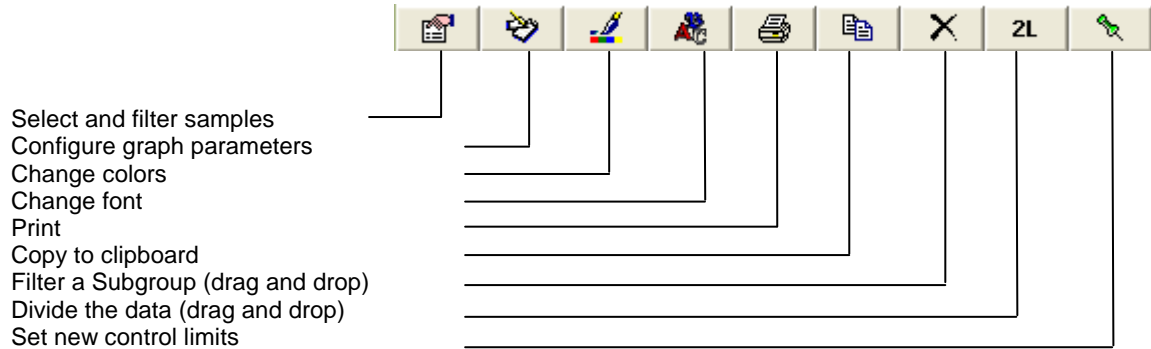 2L
Select and filter samples
Configure graph parameters
Change colors
Change font
Print
Copy to clipboard
Filter a Subgroup (drag and drop)
Divide the data (drag and drop)
Set new control limits